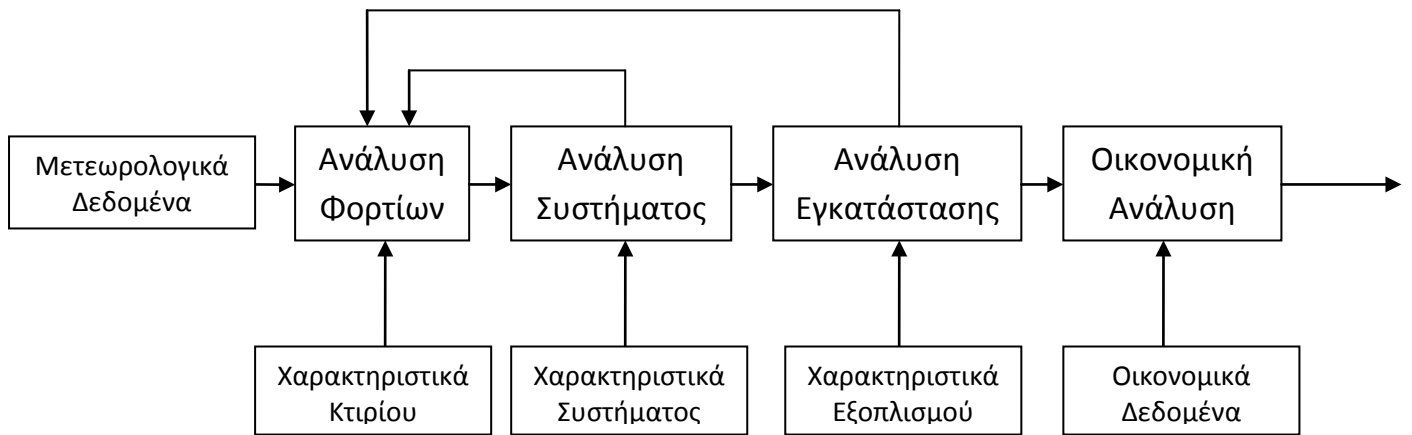 Μετεωρολογικά
Δεδομένα
Ανάλυση
Φορτίων
Ανάλυση
Συστήματος
Ανάλυση
Εγκατάστασης
Οικονομική
Ανάλυση
Χαρακτηριστικά
Κτιρίου
Χαρακτηριστικά
Συστήματος
Χαρακτηριστικά
Εξοπλισμού
Οικονομικά
Δεδομένα